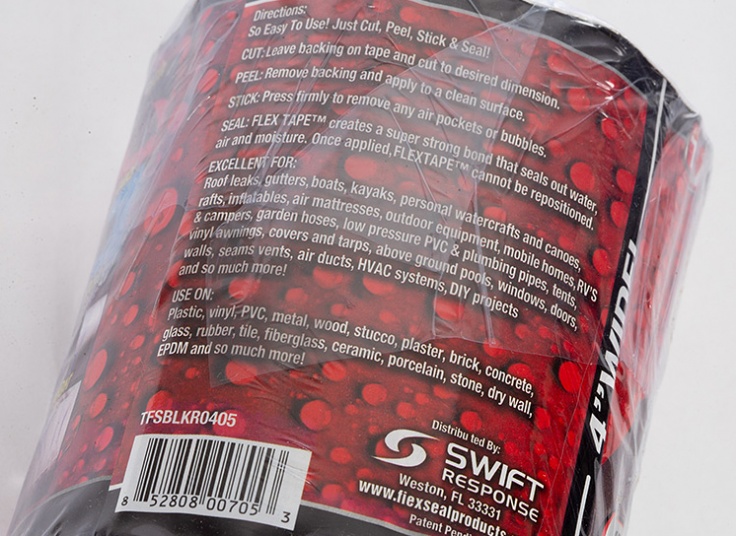 Directions:
So Easy To Use! Just Cut, Peel, Stick & Seal!
CUT: Leave backing on tape and cut to desired dimension.
PEEL: Remove backing and apply to a clean surface.
STICK: Press firmly to remove any air pockets or bubbles.
SEAL: FLEX TAPE™ creates a super strong bond that seals out water,
air and moisture. Once applied, FLEXTAPE™ cannot be repositioned.
EXCELLENT FOR:
Roof leaks, gutters, boats, kayaks, personal watercrafts and canoes,
rafts, inflatables, air mattresses, outdoor equipment, mobile homes, RV'S
& campers, garden hoses, low pressure PVC & plumbing pipes, tents,
vinyl awnings, covers and tarps, above ground pools, windows, doors,
walls, seams vents, air ducts, HVAC systems, DIY projects
and so much more!
USE ON:
Plastic, vinyl, PVC, metal, wood, stucco, plaster, brick, concrete,
glass, rubber, tile, fiberglass, ceramic, porcelain, stone, dry wall,
EPDM and so much more!
TFSBLKR0405
8 52808 00705 3
Distributed By:
SWIFT
RESPONSE
Weston, FL 33331
www.flexsealproducts
Patent Pendi
4" WIDE!